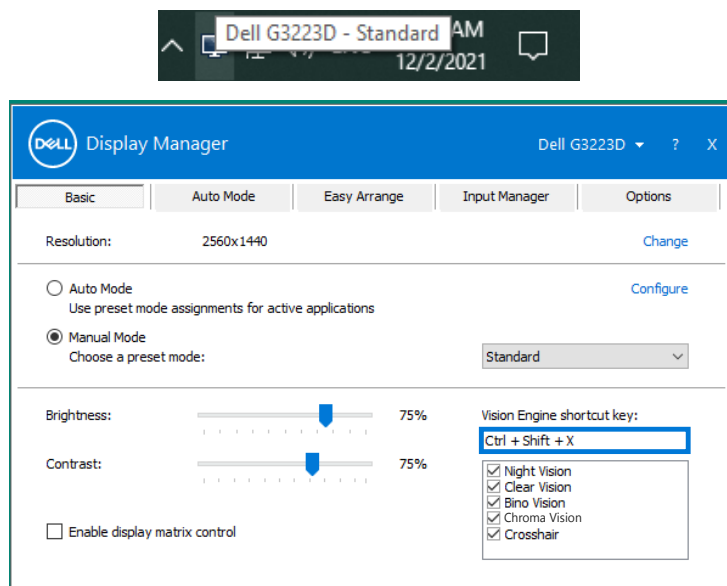 Dell G3223D - Standard
AM
12/2/2021
DELL Display Manager
Dell G3223D ? X
Basic Auto Mode Easy Arrange Input Manager Options
Resolution: 2560x1440 Change
Auto Mode Configure
Use preset mode assignments for active applications
Manual Mode
Choose a preset mode: Standard
Brightness: 75% Vision Engine shortcut key:
Ctrl + Shift + X
Contrast: 75%
Night Vision
Clear Vision
Bino Vision
Chroma Vision
Crosshair
Enable display matrix control